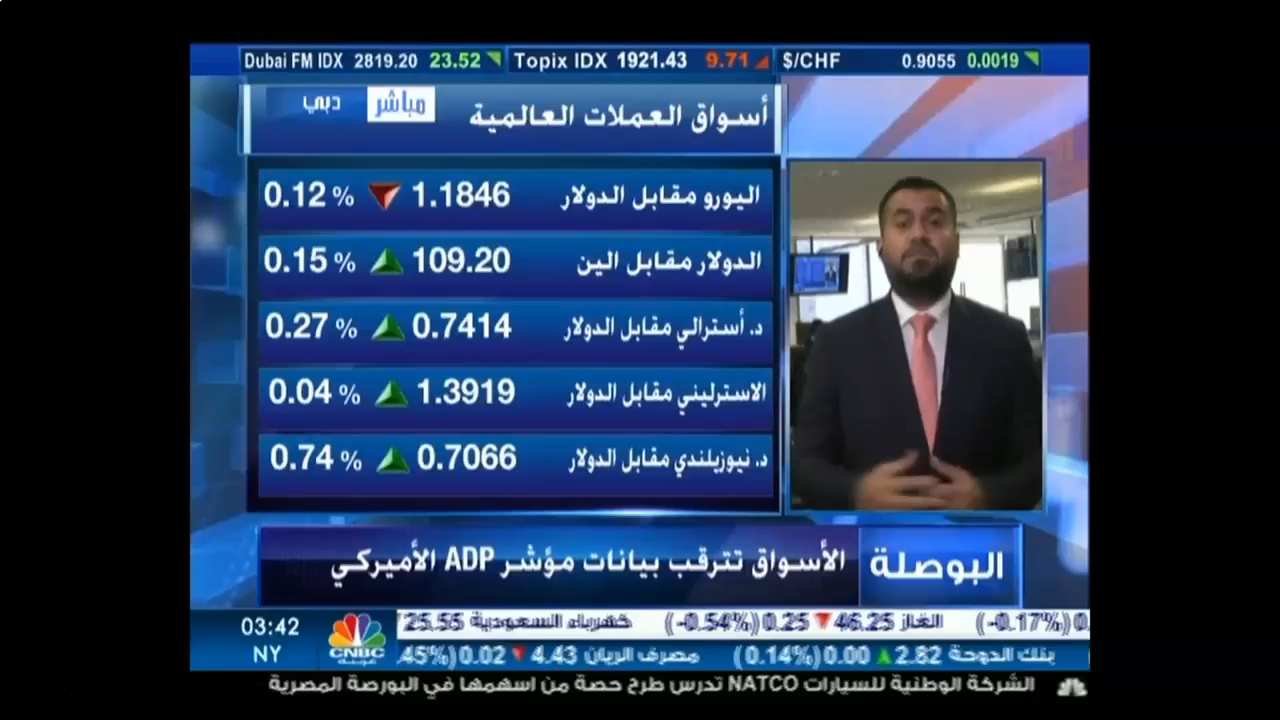 Dubai FM IDX 2819.20 23.52 Topix IDX 1921.43 9.71 $/CHF 0.9055 0.0019
أسواق العملات العالمية مباشر دبي
اليورو مقابل الدولار 1.1846 0.12 %
الدولار مقابل الين 109.20 0.15 %
د. أسترالي مقابل الدولار 0.7414 0.27 %
الاسترليني مقابل الدولار 1.3919 0.04 %
د. نيوزيلندي مقابل الدولار 0.7066 0.74 %
البوصلة الأسواق تترقب بيانات مؤشر ADP الأميركي
03:42 NY
CNBC عربية
(-0.17%) الغاز 46.25 0.25 (-0.54%) كهرباء السعودية 25.55
بنك الدوحة 2.82 0.00 (0.14%) مصرف الريان 4.43 0.02 45%)
الشركة الوطنية للسيارات NATCO تدرس طرح حصة من اسهمها في البورصة المصرية